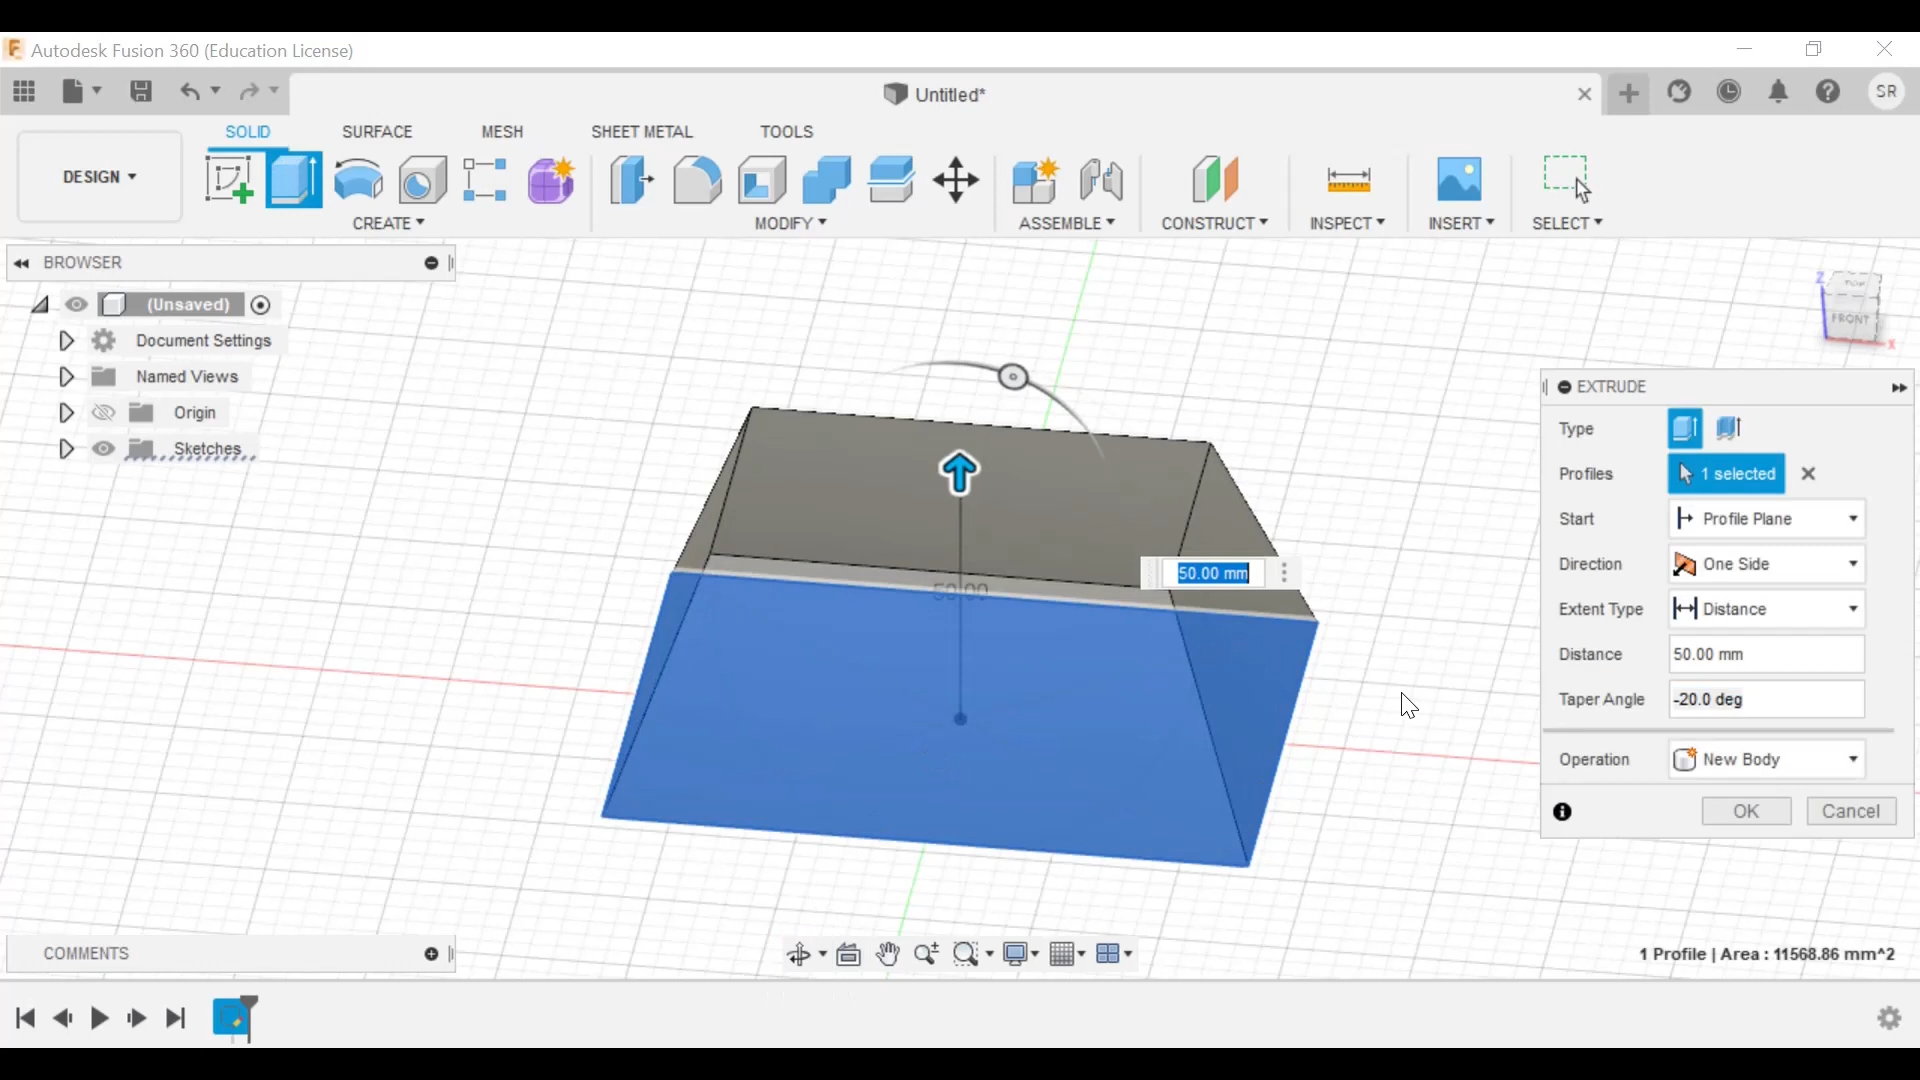 Autodesk Fusion 360 (Education License)
Untitled*
SR
SOLID
SURFACE
MESH
SHEET METAL
TOOLS
DESIGN
CREATE
MODIFY
ASSEMBLE
CONSTRUCT
INSPECT
INSERT
SELECT
BROWSER
(Unsaved)
Document Settings
Named Views
Origin
Sketches
Z
TOP
FRONT
X
50.00 mm
50.00
EXTRUDE
Type
Profiles 1 selected
Start Profile Plane
Direction One Side
Extent Type Distance
Distance 50.00 mm
Taper Angle -20.0 deg
Operation New Body
OK Cancel
COMMENTS
1 Profile | Area : 11568.86 mm^2